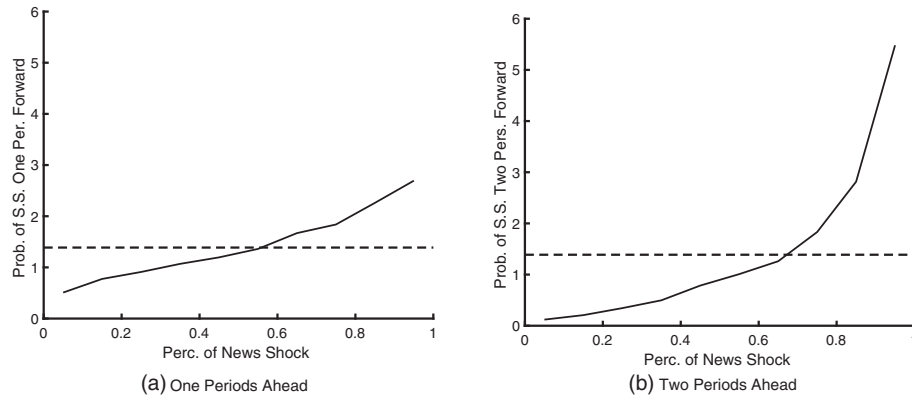 6
5
4
3
2
1
0
Prob. of S.S. One Per. Forward
0 0.2 0.4 0.6 0.8 1
Perc. of News Shock
(a) One Periods Ahead
6
5
4
3
2
1
0
Prob. of S.S. Two Pers. Forward
0 0.2 0.4 0.6 0.8
Perc. of News Shock
(b) Two Periods Ahead